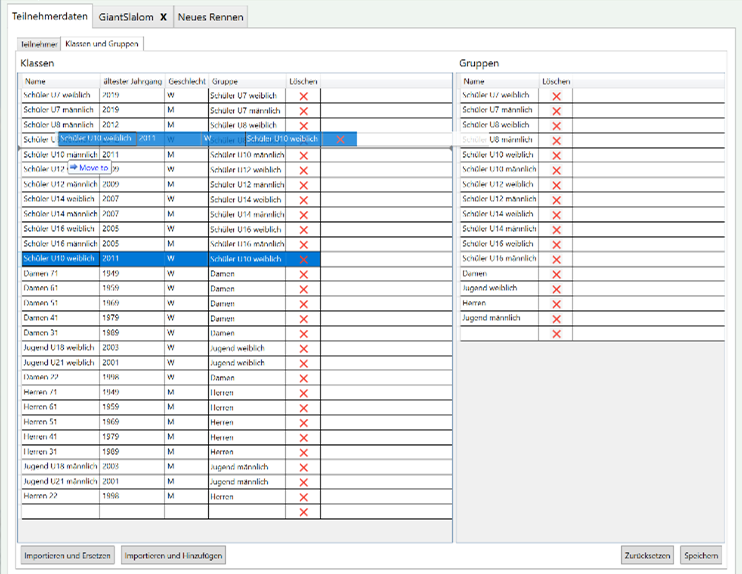 Teilnehmerdaten GiantSlalom X Neues Rennen
Teilnehmer Klassen und Gruppen
Klassen Gruppen
Name ältester Jahrgang Geschlecht Gruppe Löschen Name Löschen
Schüler U7 weiblich 2019 W Schüler U7 weiblich Schüler U7 weiblich
Schüler U7 männlich 2019 M Schüler U7 männlich Schüler U7 männlich
Schüler U8 männlich 2012 M Schüler U8 weiblich Schüler U8 weiblich
Schüler U10 weiblich 2011 W Schüler U10 weiblich Schüler U8 männlich
Schüler U10 männlich 2011 M Schüler U10 männlich Schüler U10 weiblich
Schüler U12 Move to W Schüler U12 weiblich Schüler U10 männlich
Schüler U12 männlich 2009 M Schüler U12 männlich Schüler U12 weiblich
Schüler U14 weiblich 2007 W Schüler U14 weiblich Schüler U12 männlich
Schüler U14 männlich 2007 M Schüler U14 männlich Schüler U14 weiblich
Schüler U16 weiblich 2005 W Schüler U16 weiblich Schüler U14 männlich
Schüler U16 männlich 2005 M Schüler U16 männlich Schüler U16 weiblich
Schüler U10 weiblich 2011 W Schüler U10 weiblich Schüler U16 männlich
Damen 71 1949 W Damen Damen
Damen 61 1959 W Damen Jugend weiblich
Damen 51 1969 W Damen Herren
Damen 41 1979 W Damen Jugend männlich
Damen 31 1989 W Damen
Jugend U18 weiblich 2003 W Jugend weiblich
Jugend U21 weiblich 2001 W Jugend weiblich
Damen 22 1998 W Damen
Herren 71 1949 M Herren
Herren 61 1959 M Herren
Herren 51 1969 M Herren
Herren 41 1979 M Herren
Herren 31 1989 M Herren
Jugend U18 männlich 2003 M Jugend männlich
Jugend U21 männlich 2001 M Jugend männlich
Herren 22 1998 M Herren
Importieren und Ersetzen Importieren und Hinzufügen Zurücksetzen Speichern